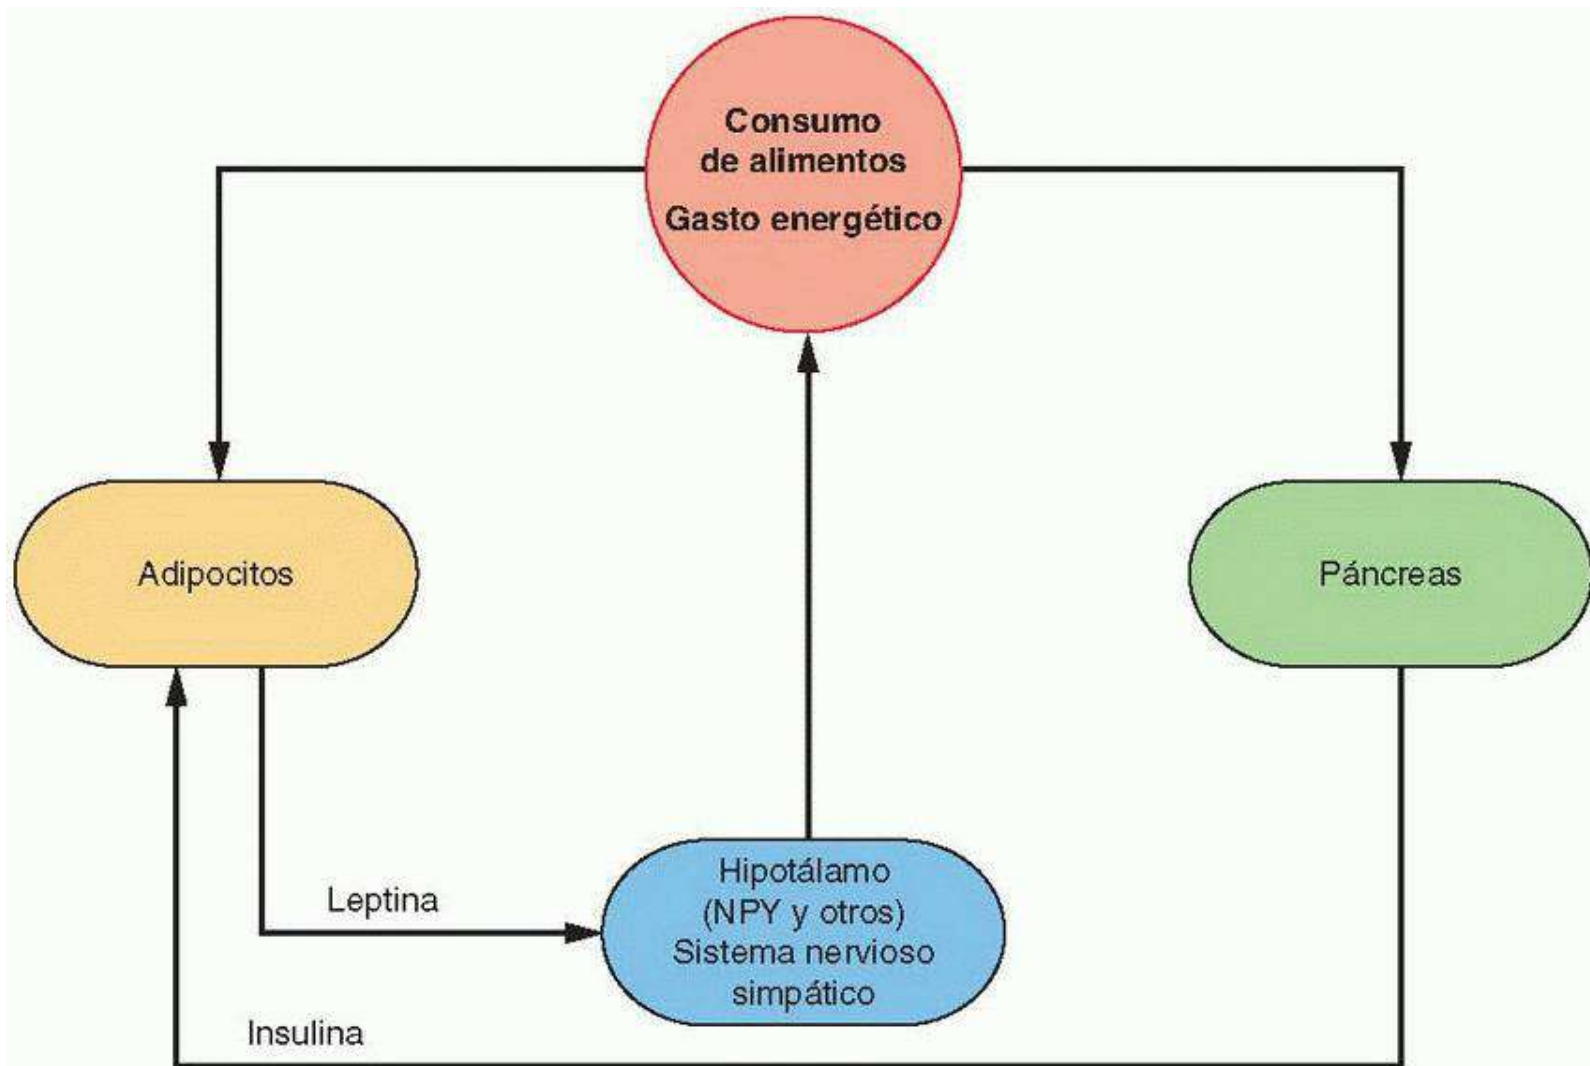 Consumo
de alimentos
Gasto energético
Adipocitos
Páncreas
Leptina
Hipotálamo
(NPY y otros)
Sistema nervioso
simpático
Insulina